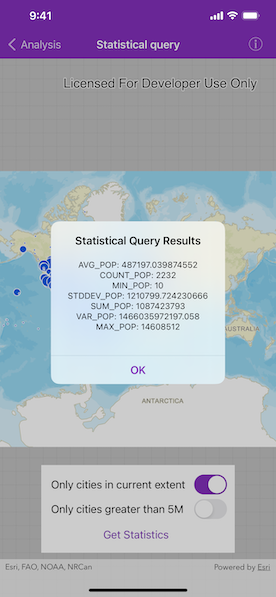 9:41
Analysis
Statistical query
Licensed For Developer Use Only
Statistical Query Results
AVG_POP: 487197.039874552
COUNT_POP: 2232
MIN_POP: 10
STDDEV_POP: 1210799.724230666
SUM_POP: 1087423793
VAR_POP: 1466035972197.058
MAX_POP: 14608512
OK
AUSTRALIA
ANTARCTICA
Only cities in current extent
Only cities greater than 5M
Get Statistics
Esri, FAO, NOAA, NRCan
Powered by Esri